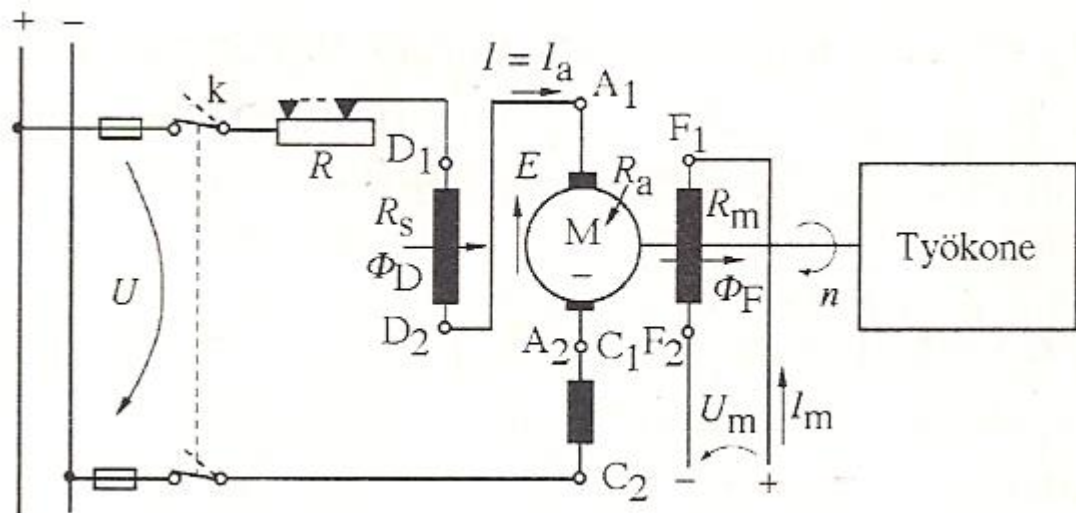 + −
k
I = Ia
A1
R
D1
E
Ra
F1
Rs
M
Rm
ΦD
−
ΦF
n
Työkone
U
D2
A2 C1 F2
Um
Im
C2
− +